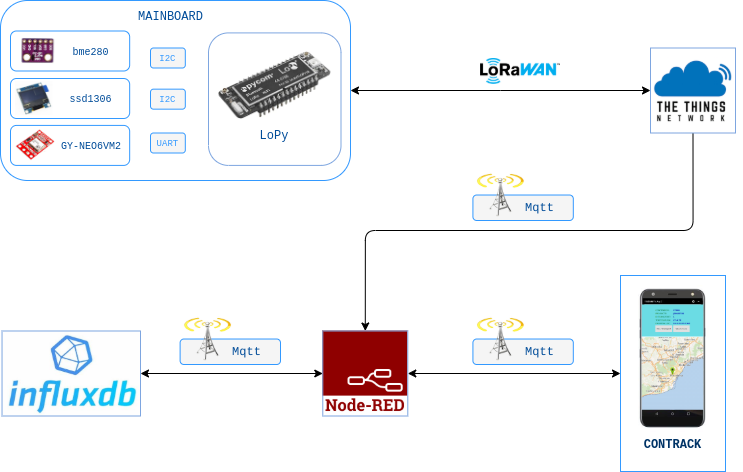 MAINBOARD
bme280
I2C
ssd1306
I2C
GY-NEO6VM2
UART
pycom
LoPy
LoRaWAN™
THE THINGS
NETWORK
Mqtt
Mqtt
Mqtt
influxdb
Node-RED
CONTRACK